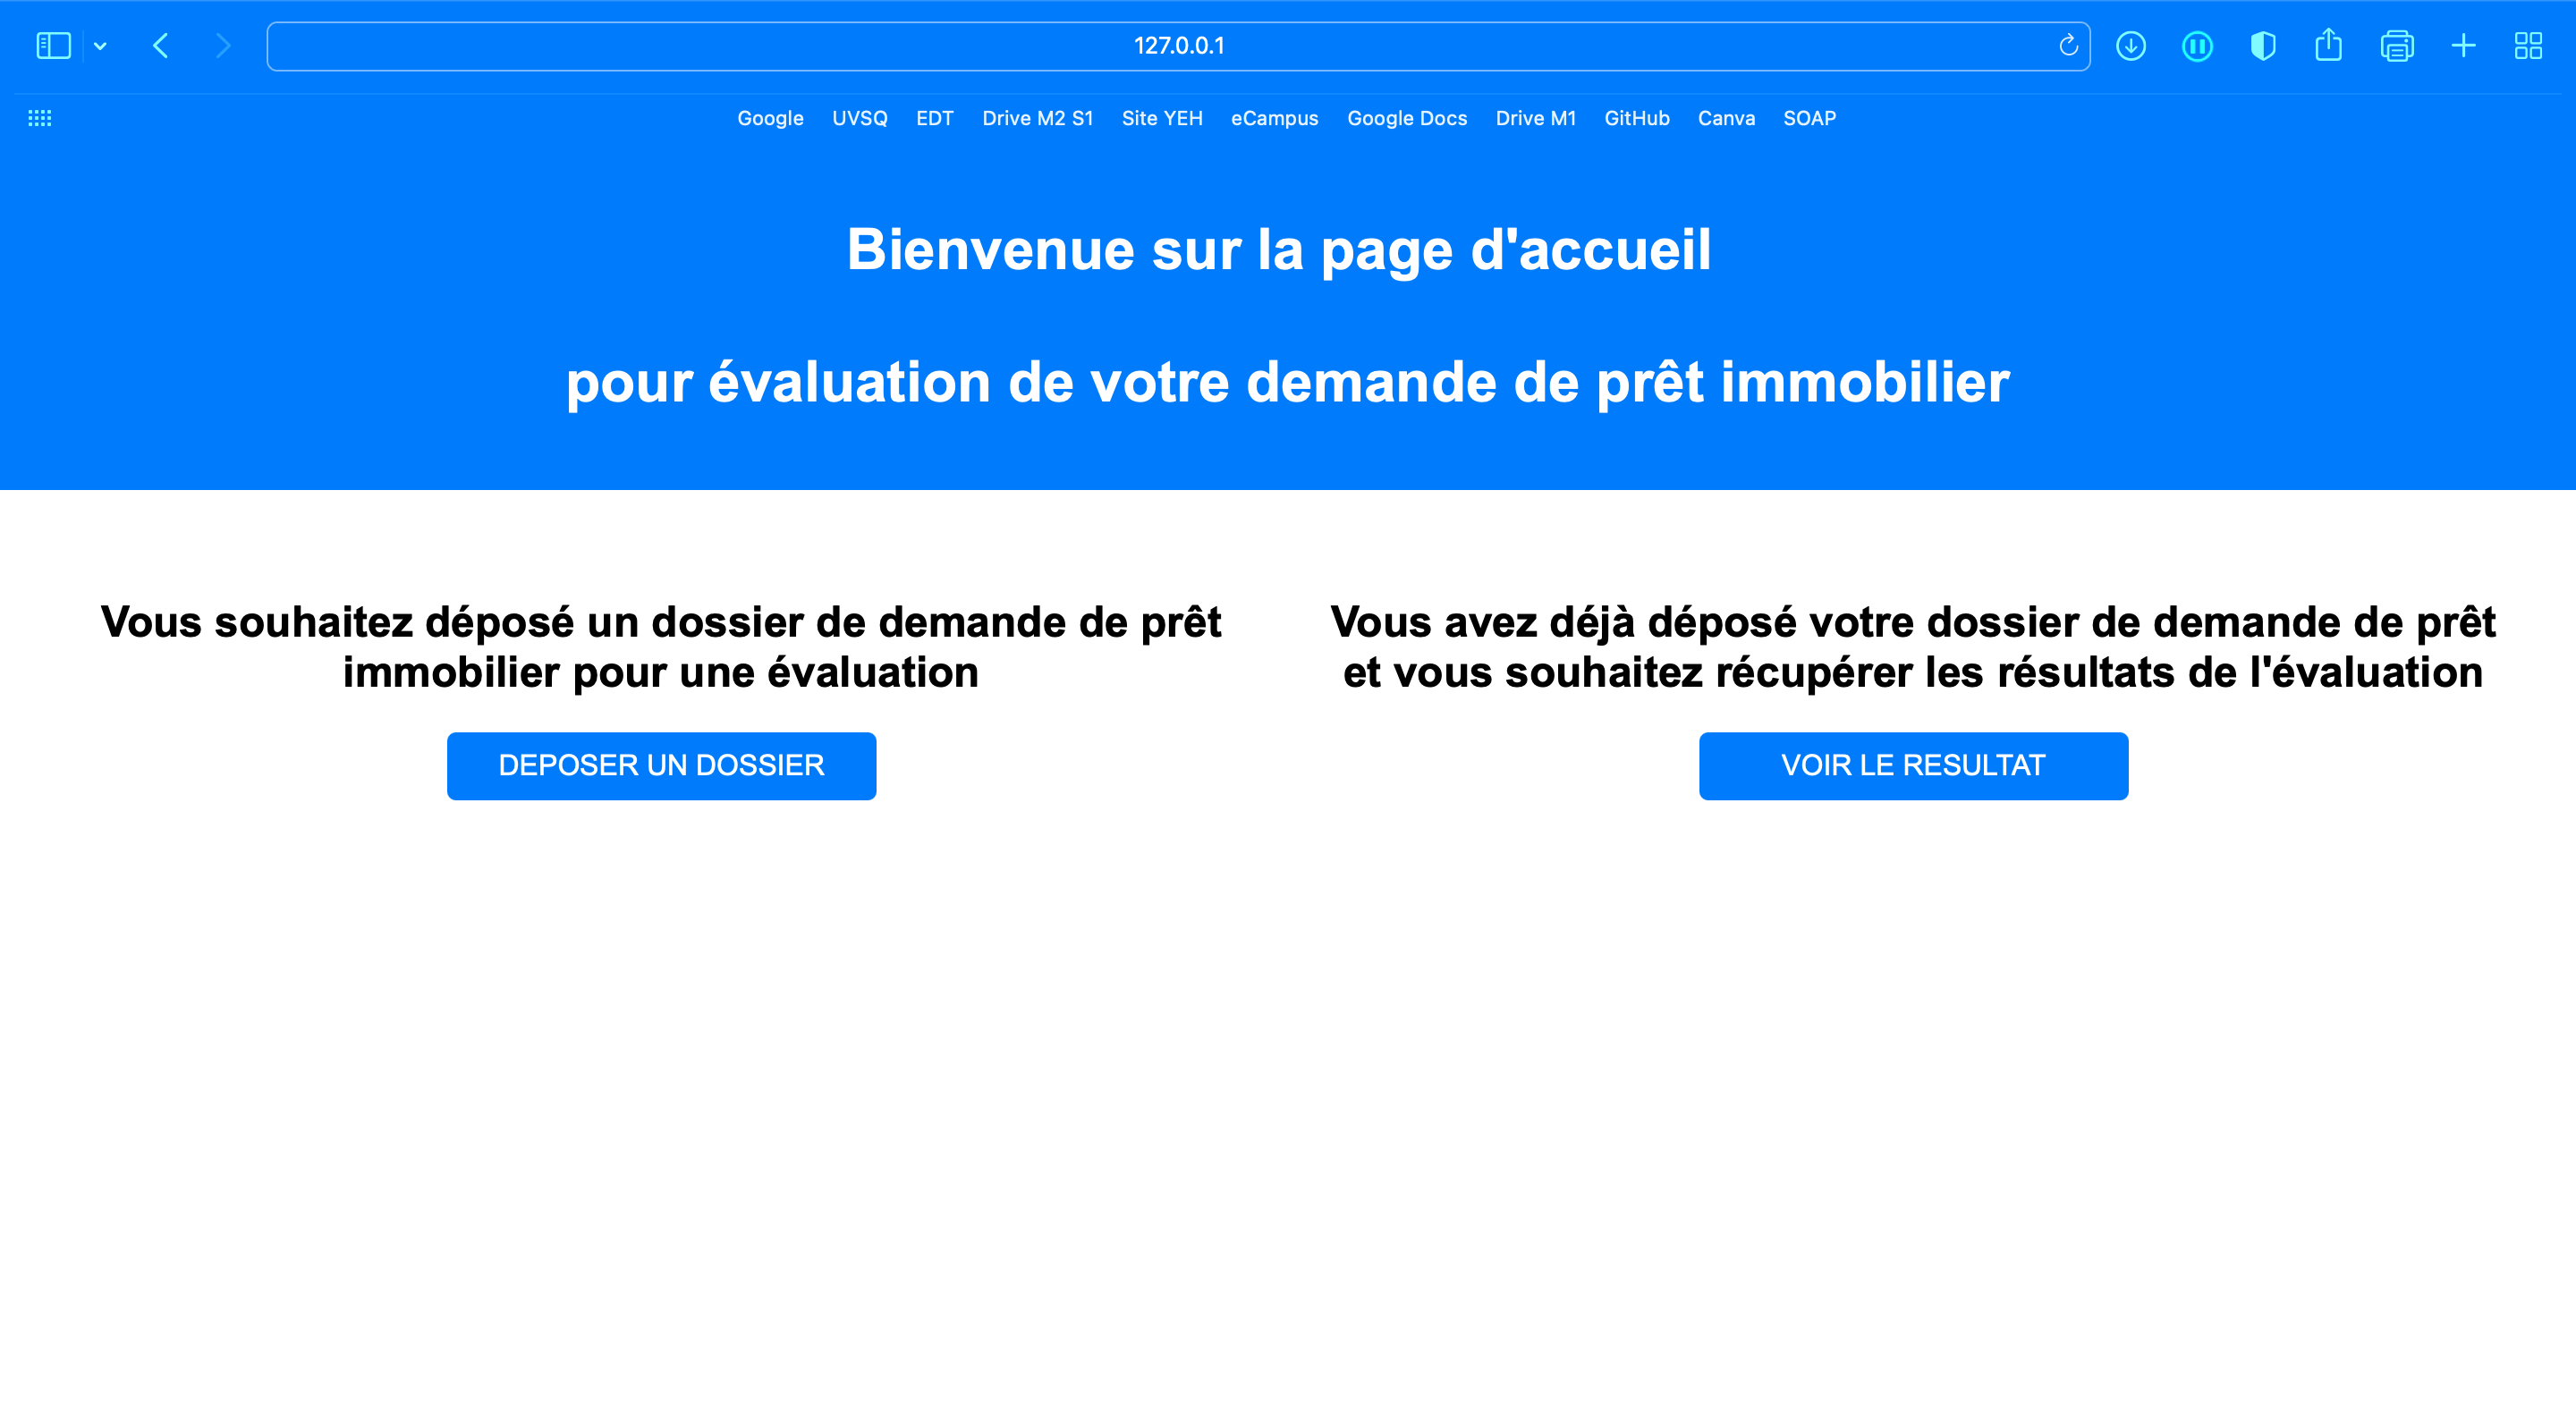 127.0.0.1
Google UVSQ EDT Drive M2 S1 Site YEH eCampus Google Docs Drive M1 GitHub Canva SOAP
Bienvenue sur la page d'accueil
pour évaluation de votre demande de prêt immobilier
Vous souhaitez déposé un dossier de demande de prêt
immobilier pour une évaluation
DEPOSER UN DOSSIER
Vous avez déjà déposé votre dossier de demande de prêt
et vous souhaitez récupérer les résultats de l'évaluation
VOIR LE RESULTAT